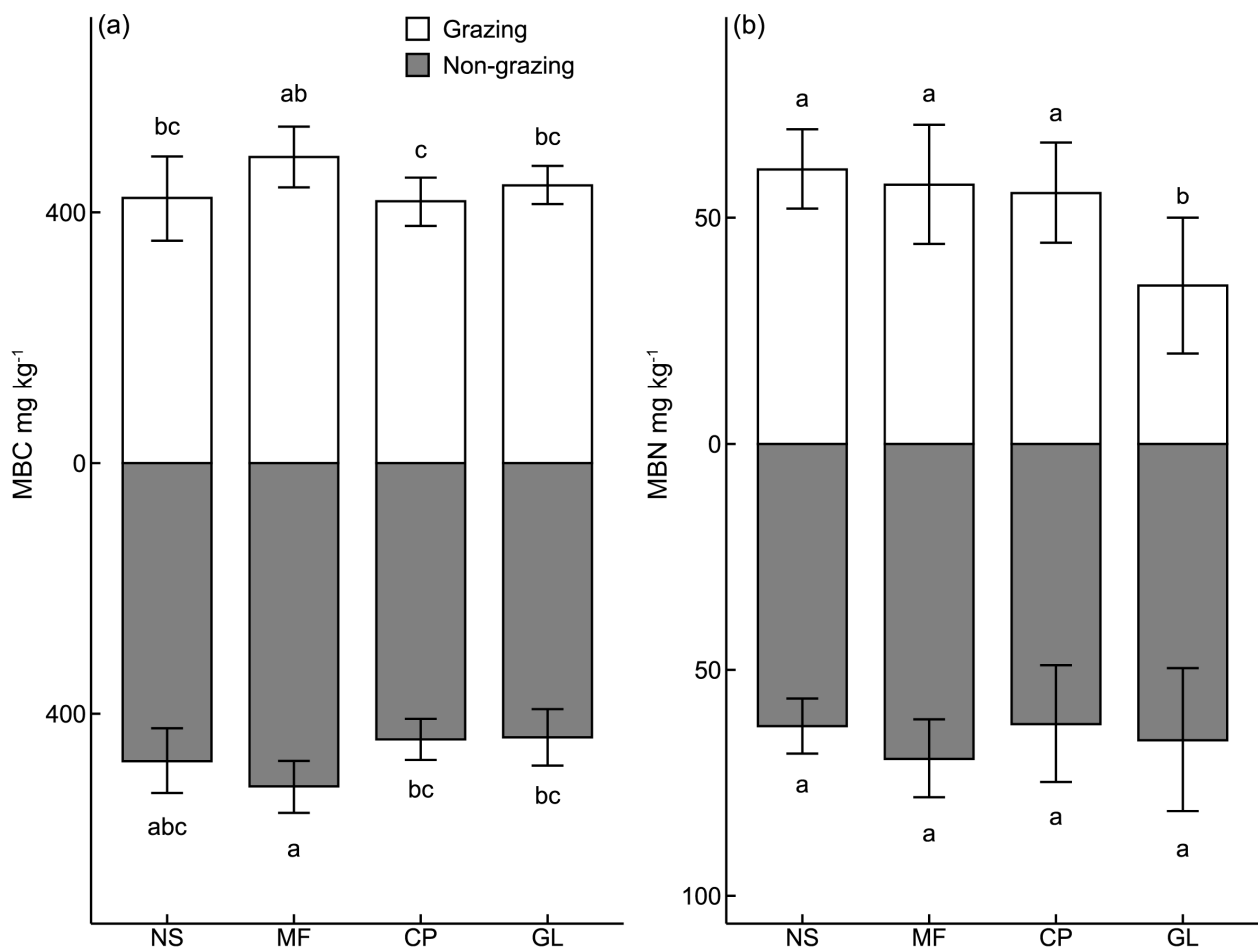 (a)
Grazing
Non-grazing
bc
ab
c
bc
400
0
400
MBC mg kg⁻¹
abc
a
bc
bc
NS MF CP GL
(b)
a
a
a
b
50
0
50
100
MBN mg kg⁻¹
a
a
a
a
NS MF CP GL